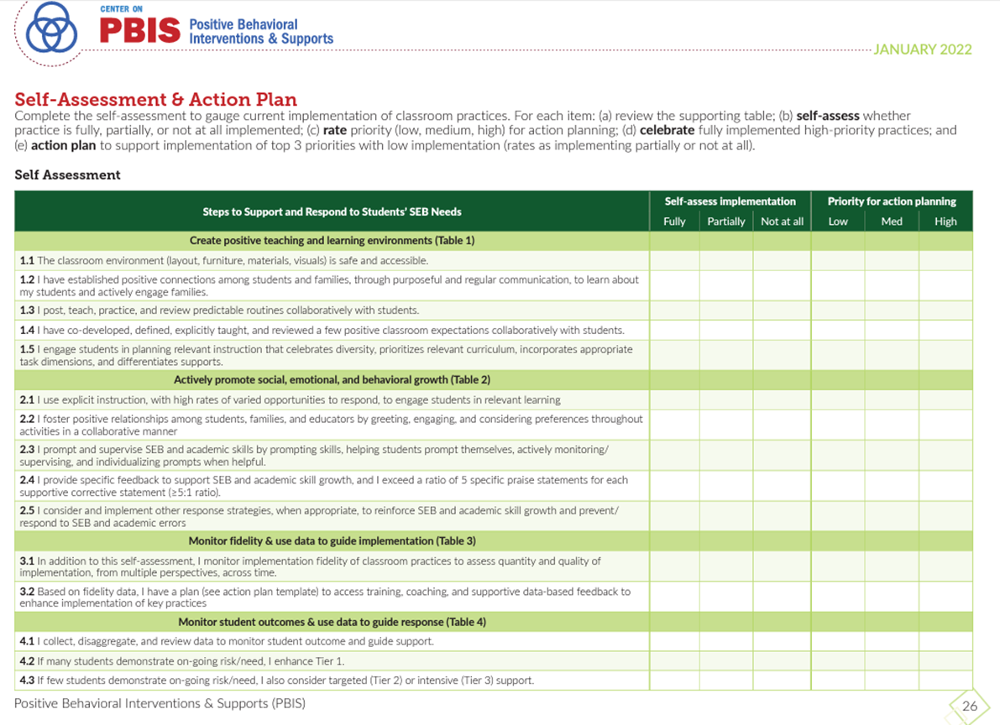 CENTER ON
PBIS Positive Behavioral
Interventions & Supports
JANUARY 2022
Self-Assessment & Action Plan
Complete the self-assessment to gauge current implementation of classroom practices. For each item: (a) review the supporting table; (b) self-assess whether
practice is fully, partially, or not at all implemented; (c) rate priority (low, medium, high) for action planning; (d) celebrate fully implemented high-priority practices; and
(e) action plan to support implementation of top 3 priorities with low implementation (rates as implementing partially or not at all).
Self Assessment
Steps to Support and Respond to Students' SEB Needs
Self-assess implementation
Priority for action planning
Fully Partially Not at all Low Med High
Create positive teaching and learning environments (Table 1)
1.1 The classroom environment (layout, furniture, materials, visuals) is safe and accessible.
1.2 I have established positive connections among students and families, through purposeful and regular communication, to learn about
my students and actively engage families.
1.3 I post, teach, practice, and review predictable routines collaboratively with students.
1.4 I have co-developed, defined, explicitly taught, and reviewed a few positive classroom expectations collaboratively with students.
1.5 I engage students in planning relevant instruction that celebrates diversity, prioritizes relevant curriculum, incorporates appropriate
task dimensions, and differentiates supports.
Actively promote social, emotional, and behavioral growth (Table 2)
2.1 I use explicit instruction, with high rates of varied opportunities to respond, to engage students in relevant learning
2.2 I foster positive relationships among students, families, and educators by greeting, engaging, and considering preferences throughout
activities in a collaborative manner
2.3 I prompt and supervise SEB and academic skills by prompting skills, helping students prompt themselves, actively monitoring/
supervising, and individualizing prompts when helpful.
2.4 I provide specific feedback to support SEB and academic skill growth, and I exceed a ratio of 5 specific praise statements for each
supportive corrective statement (≥5:1 ratio).
2.5 I consider and implement other response strategies, when appropriate, to reinforce SEB and academic skill growth and prevent/
respond to SEB and academic errors
Monitor fidelity & use data to guide implementation (Table 3)
3.1 In addition to this self-assessment, I monitor implementation fidelity of classroom practices to assess quantity and quality of
implementation, from multiple perspectives, across time.
3.2 Based on fidelity data, I have a plan (see action plan template) to access training, coaching, and supportive data-based feedback to
enhance implementation of key practices
Monitor student outcomes & use data to guide response (Table 4)
4.1 I collect, disaggregate, and review data to monitor student outcome and guide support.
4.2 If many students demonstrate on-going risk/need, I enhance Tier 1.
4.3 If few students demonstrate on-going risk/need, I also consider targeted (Tier 2) or intensive (Tier 3) support.
Positive Behavioral Interventions & Supports (PBIS)
26